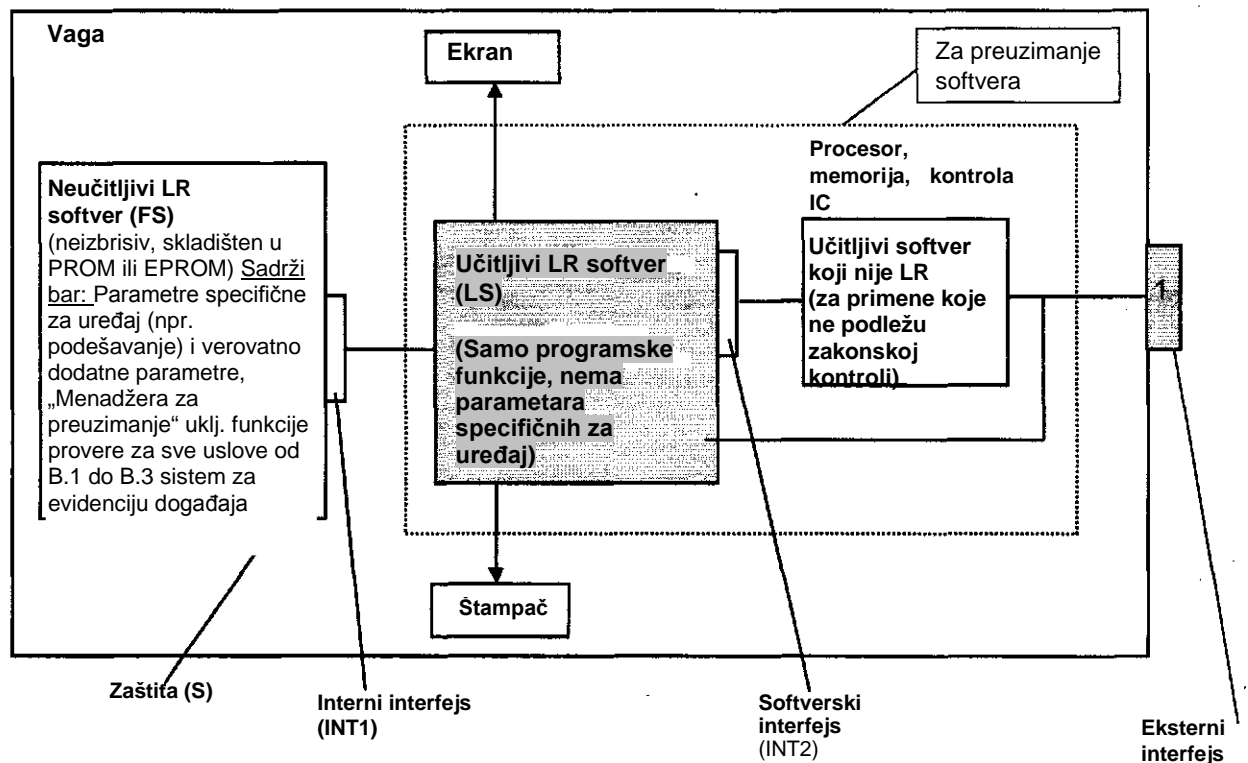 Vaga
Ekran
Za preuzimanje
softvera
Procesor,
memorija, kontrola
IC
Neučitljivi LR
softver (FS)
(neizbrisiv, skladišten u
PROM ili EPROM) Sadrži
bar: Parametre specifične
za uređaj (npr.
podešavanje) i verovatno
dodatne parametre,
„Menadžera za
preuzimanje“ uklj. funkcije
provere za sve uslove od
B.1 do B.3 sistem za
evidenciju događaja
Učitljivi LR softver
(LS)
(Samo programske
funkcije, nema
parametara
specifičnih za
uređaj)
Učitljivi softver
koji nije LR
(za primene koje
ne podležu
zakonskoj
kontroli)
1
Štampač
Zaštita (S)
Interni interfejs
(INT1)
Softverski
interfejs
(INT2)
Eksterni
interfejs